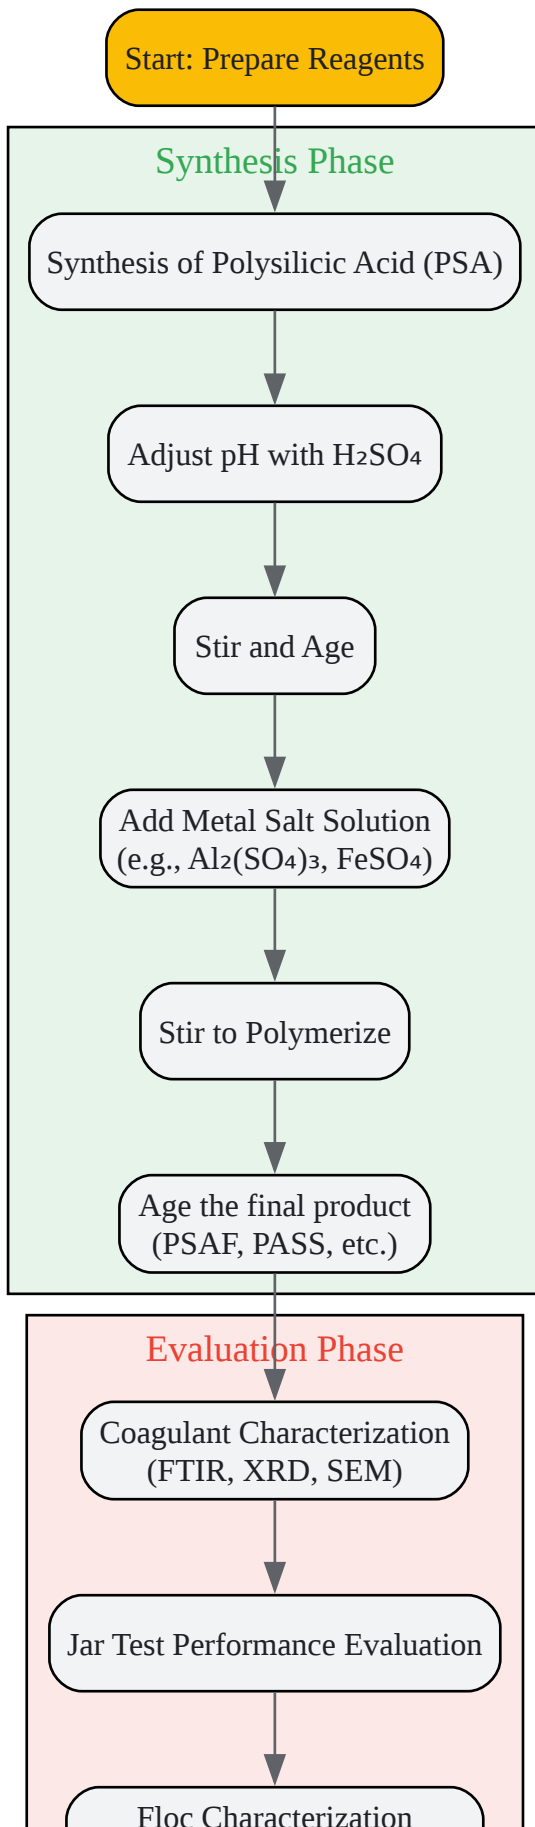 Start: Prepare Reagents
Synthesis Phase
Synthesis of Polysilicic Acid (PSA)
Adjust pH with H₂SO₄
Stir and Age
Add Metal Salt Solution
(e.g., Al₂(SO₄)₃, FeSO₄)
Stir to Polymerize
Age the final product
(PSAF, PASS, etc.)
Evaluation Phase
Coagulant Characterization
(FTIR, XRD, SEM)
Jar Test Performance Evaluation
Floc Characterization